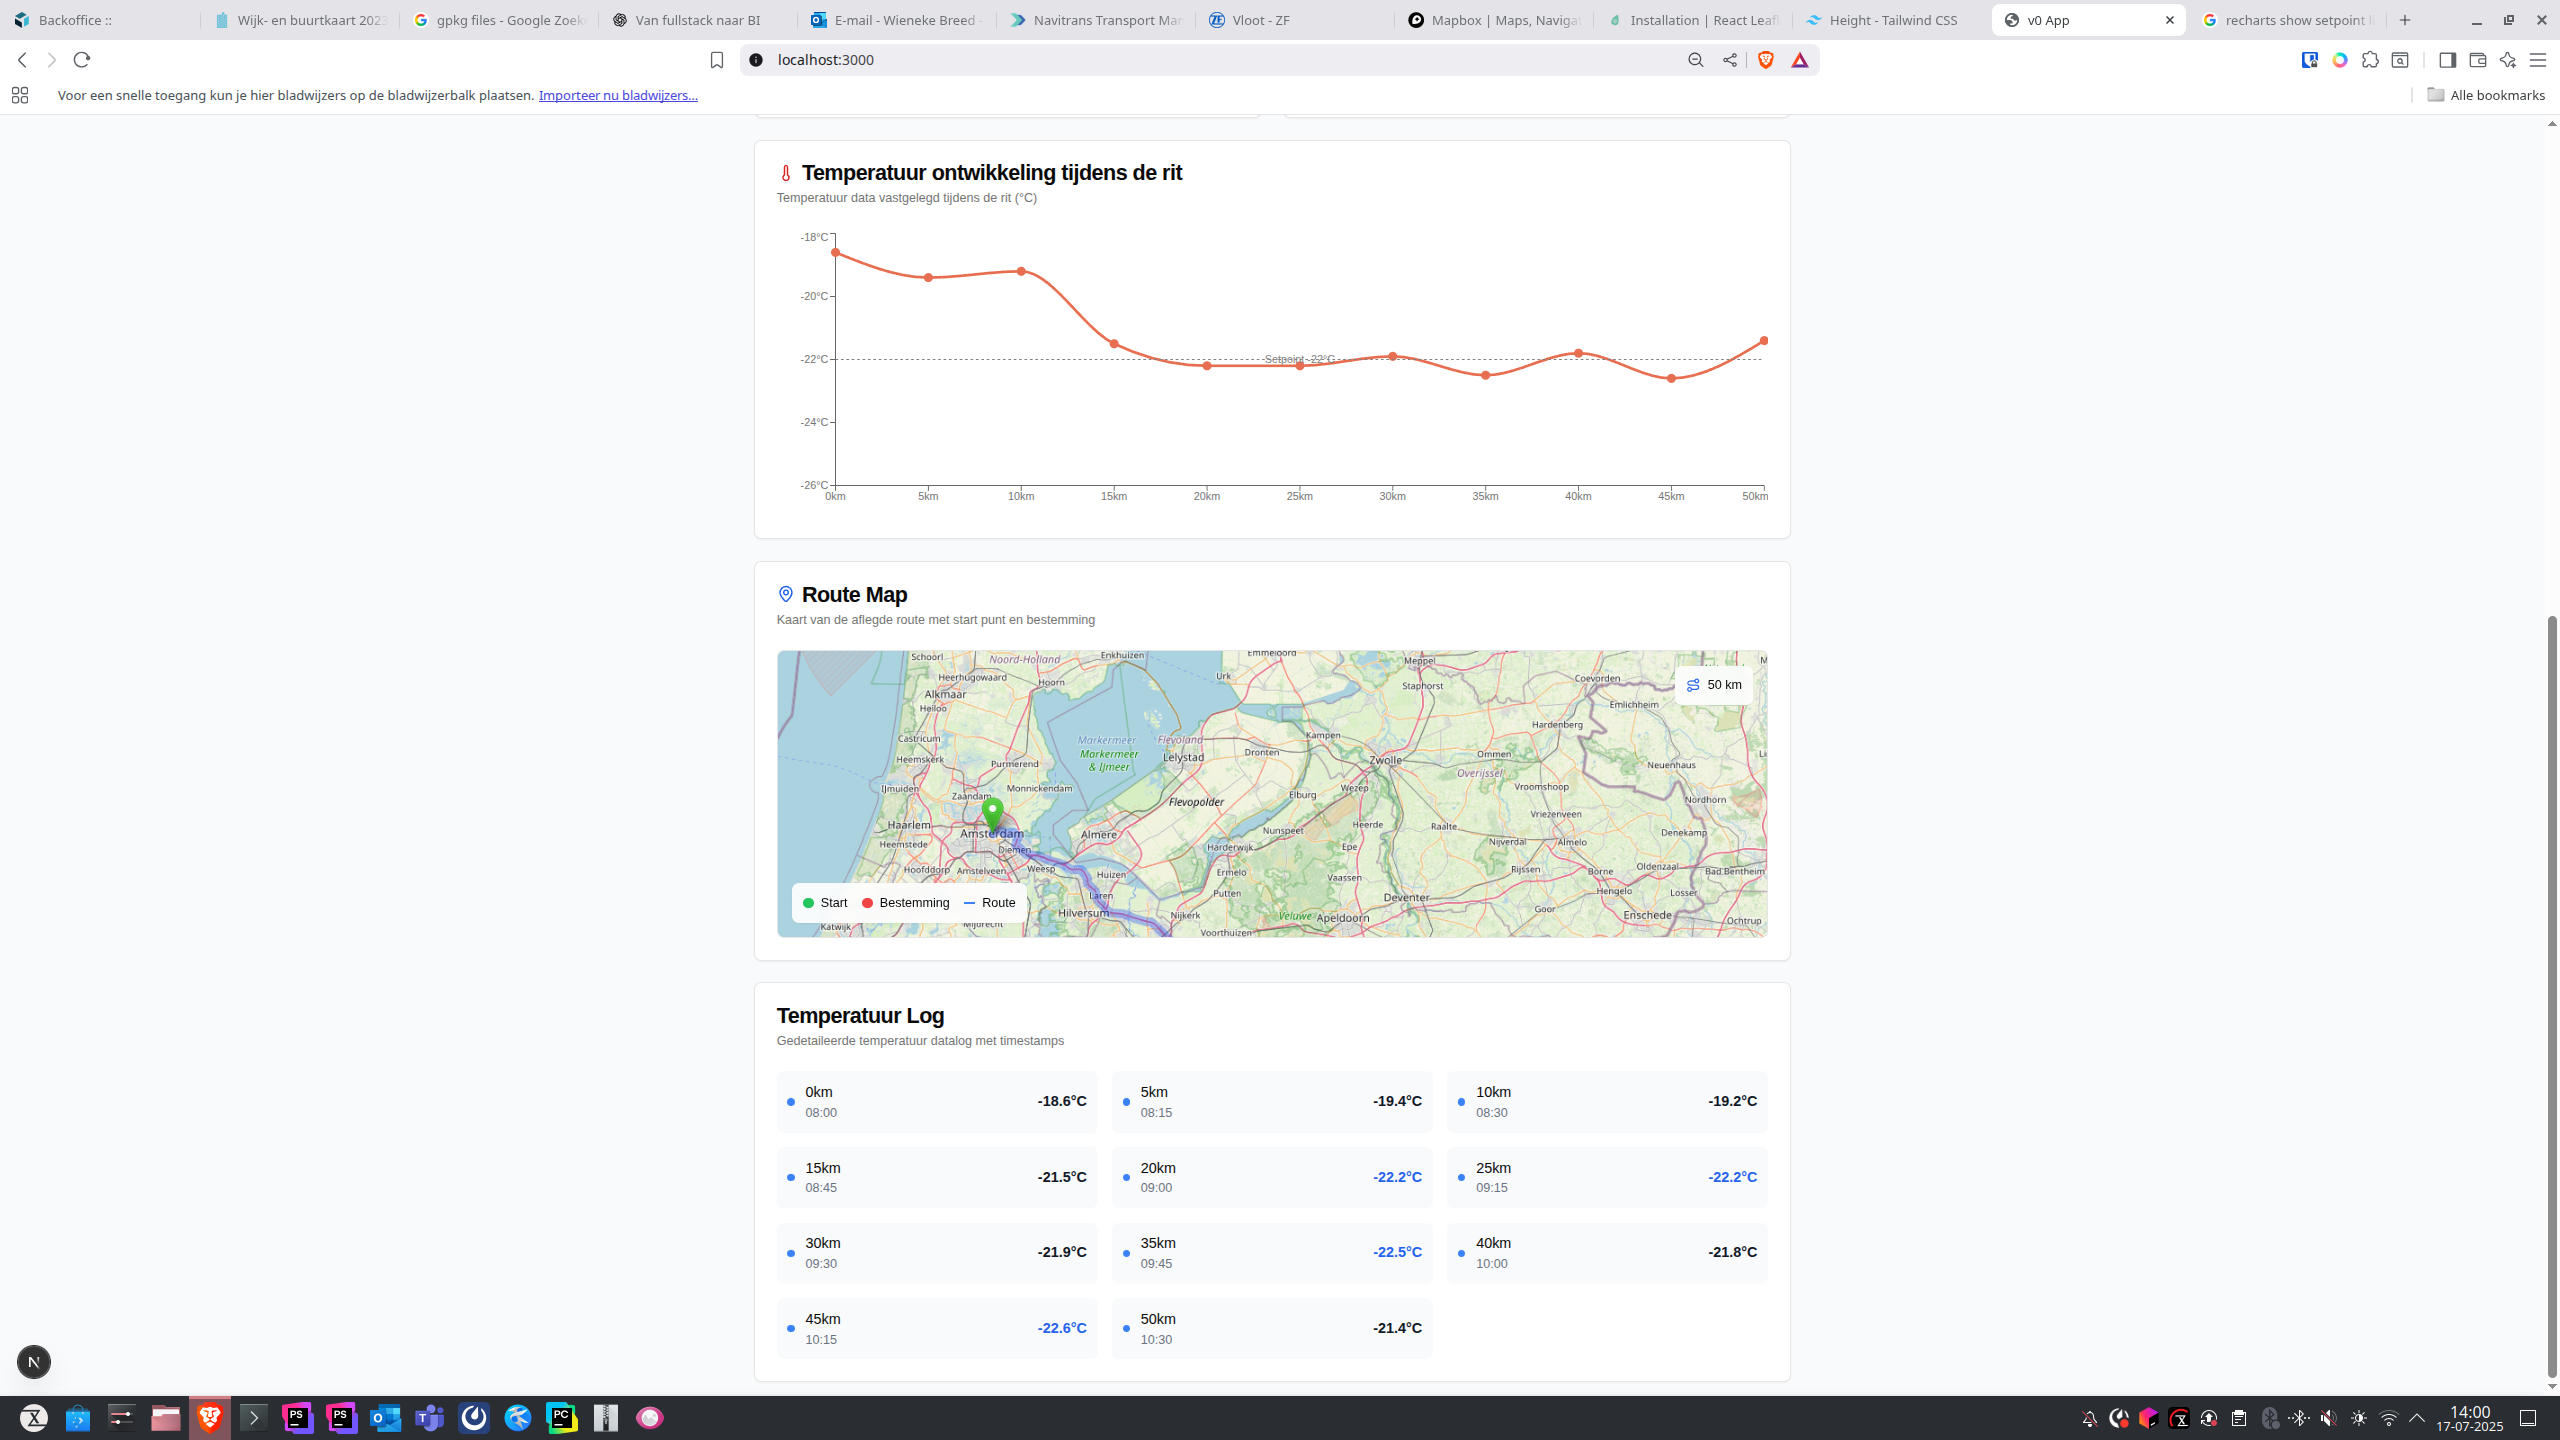 Backoffice ::
Wijk- en buurtkaart 2023
gpkg files - Google Zoek
Van fullstack naar BI
E-mail - Wieneke Breed -
Navitrans Transport Man
Vloot - ZF
Mapbox | Maps, Navigat
Installation | React Leafl
Height - Tailwind CSS
v0 App
recharts show setpoint li
localhost:3000
Voor een snelle toegang kun je hier bladwijzers op de bladwijzerbalk plaatsen. Importeer nu bladwijzers...
Alle bookmarks
Temperatuur ontwikkeling tijdens de rit
Temperatuur data vastgelegd tijdens de rit (°C)
-18°C
-20°C
-22°C
Setpoint -22°C
-24°C
-26°C
0km 5km 10km 15km 20km 25km 30km 35km 40km 45km 50km
Route Map
Kaart van de aflegde route met start punt en bestemming
Schoorl
Noord-Holland
Enkhuizen
Emmeloord
Meppel
Heerhugowaard
Hoorn
Urk
Staphorst
Coevorden
50 km
Alkmaar
Heiloo
Emlichheim
Castricum
Markermeer
Markermeer
& IJmeer
Flevoland
Lelystad
Dronten
Kampen
Hardenberg
Heemskerk
Purmerend
Zwolle
Ommen
Overijssel
Neuenhaus
IJmuiden
Zaandam
Monnickendam
Flevopolder
Elburg
Wezep
Vroomshoop
Nordhorn
Haarlem
Amsterdam
Almere
Nunspeet
Heerde
Raalte
Vriezenveen
Denekamp
Heemstede
Diemen
Harderwijk
Epe
Nijverdal
Almelo
Hoofddorp
Amstelveen
Weesp
Huizen
Ermelo
Vaassen
Rijssen
Borne
Oldenzaal
Bad Bentheim
Laren
Putten
Deventer
Hengelo
Losser
Start
Bestemming
Route
Hilversum
Nijkerk
Veluwe
Apeldoorn
Goor
Enschede
Ochtrup
Katwijk
Mijdrecht
Voorthuizen
Temperatuur Log
Gedetaileerde temperatuur datalog met timestamps
0km
08:00
-18.6°C
5km
08:15
-19.4°C
10km
08:30
-19.2°C
15km
08:45
-21.5°C
20km
09:00
-22.2°C
25km
09:15
-22.2°C
30km
09:30
-21.9°C
35km
09:45
-22.5°C
40km
10:00
-21.8°C
45km
10:15
-22.6°C
50km
10:30
-21.4°C
N
PS
PS
PC
14:00
17-07-2025